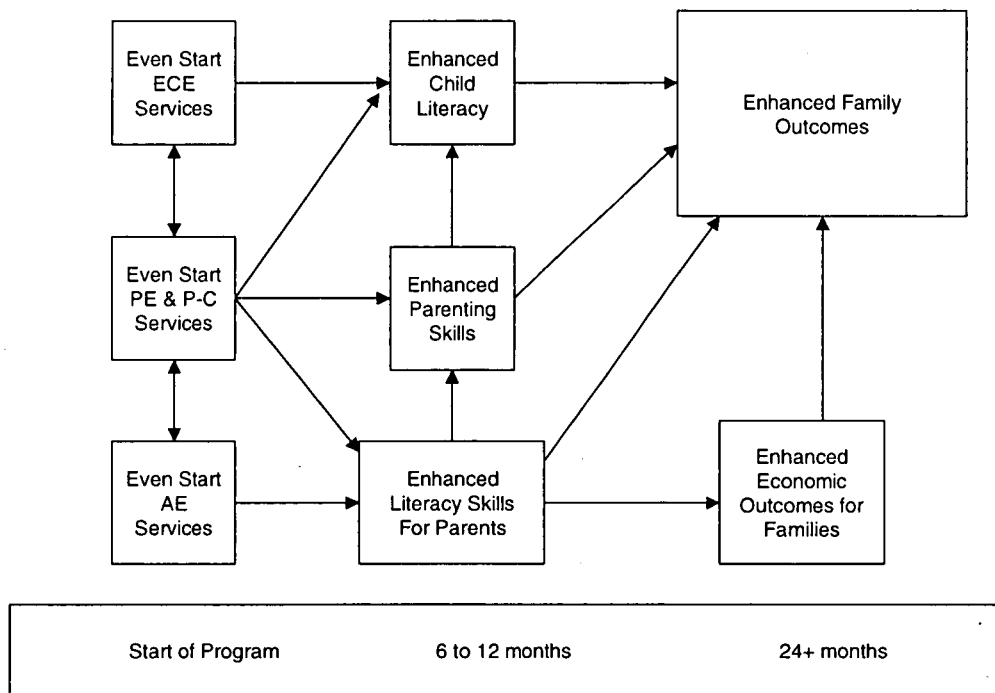 Even Start
ECE
Services
Enhanced
Child
Literacy
Enhanced Family
Outcomes
Even Start
PE & P-C
Services
Enhanced
Parenting
Skills
Even Start
AE
Services
Enhanced
Literacy Skills
For Parents
Enhanced
Economic
Outcomes for
Families
Start of Program
6 to 12 months
24+ months